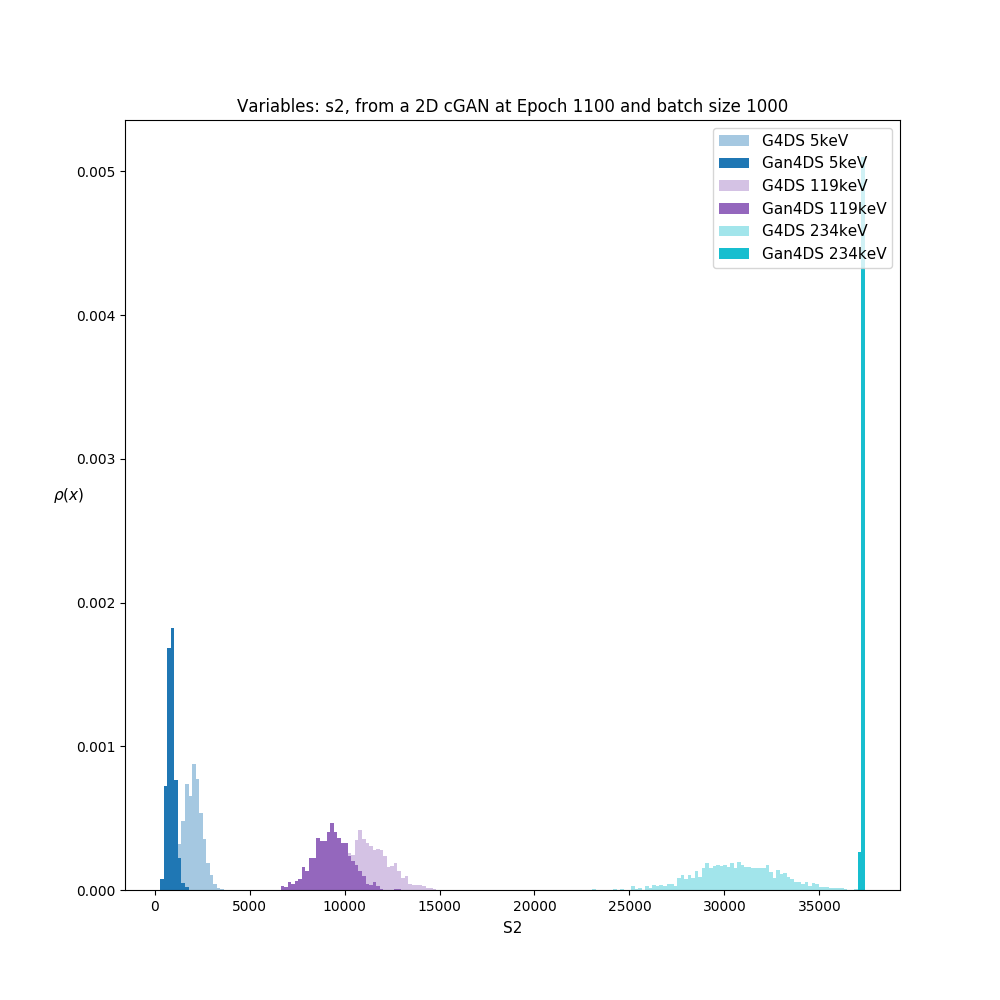 Variables: s2, from a 2D cGAN at Epoch 1100 and batch size 1000
G4DS 5keV
Gan4DS 5keV
G4DS 119keV
Gan4DS 119keV
G4DS 234keV
Gan4DS 234keV
0.005
0.004
0.003
ρ(x)
0.002
0.001
0.000
0 5000 10000 15000 20000 25000 30000 35000
S2